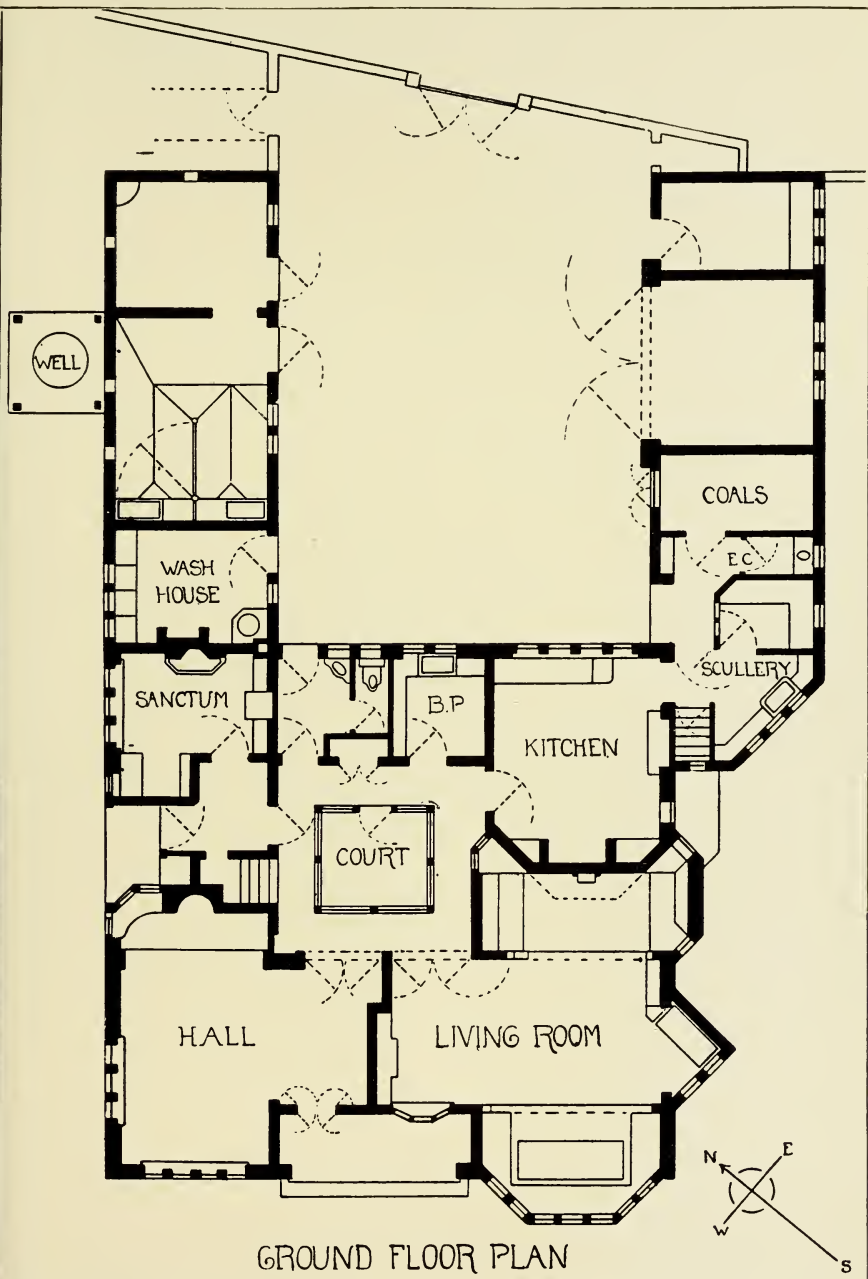 WELL
COALS
E.C
WASH
HOUSE
SCULLERY
SANCTUM
B.P
KITCHEN
COURT
HALL
LIVING ROOM
N
E
W
S
GROUND FLOOR PLAN